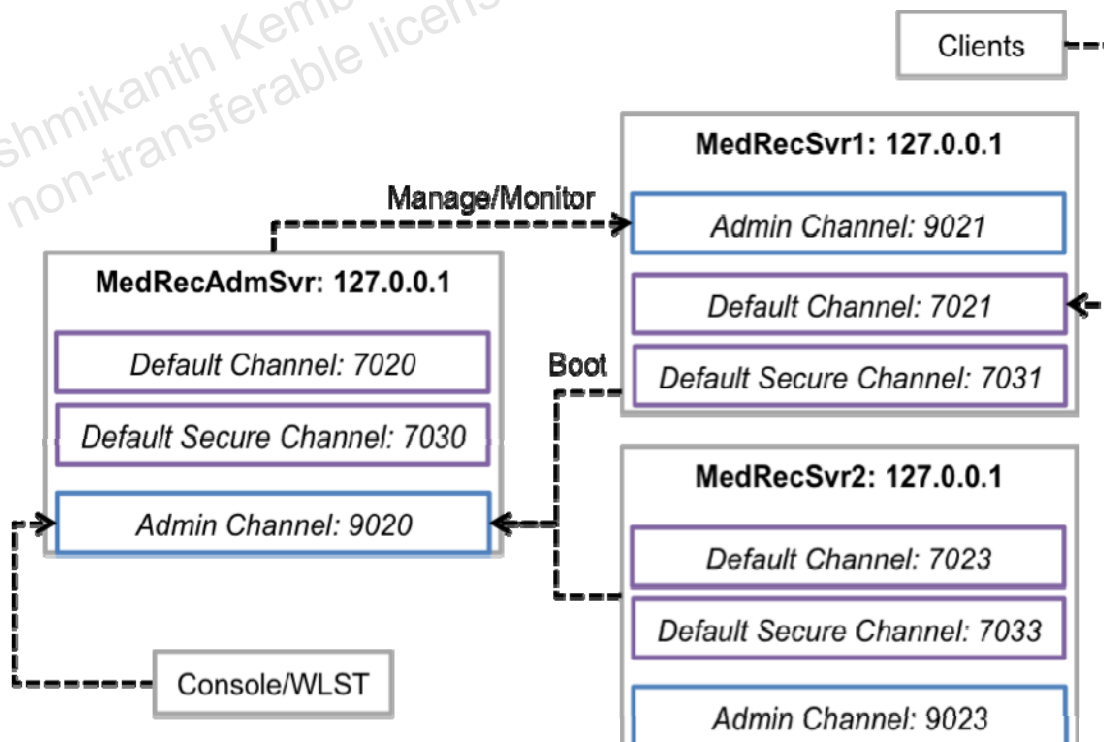 Clients
MedRecSvr1: 127.0.0.1
Manage/Monitor
Admin Channel: 9021
MedRecAdmSvr: 127.0.0.1
Default Channel: 7021
Default Channel: 7020
Boot
Default Secure Channel: 7031
Default Secure Channel: 7030
MedRecSvr2: 127.0.0.1
Admin Channel: 9020
Default Channel: 7023
Default Secure Channel: 7033
Console/WLST
Admin Channel: 9023
non-transferable